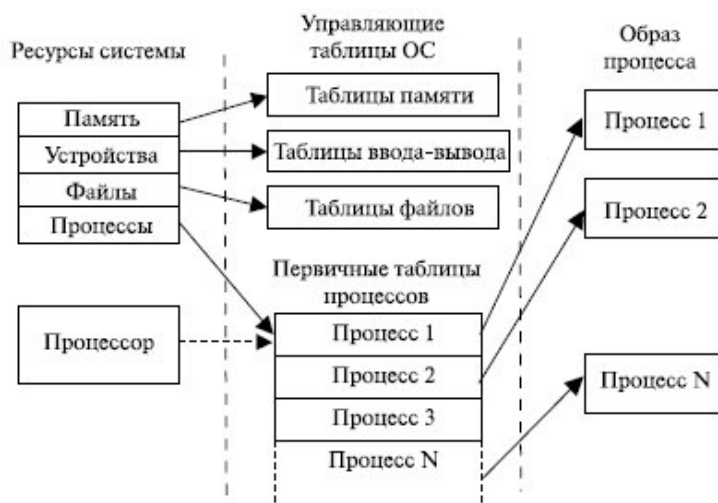 Ресурсы системы
Память
Устройства
Файлы
Процессы
Процессор
Управляющие
таблицы ОС
Таблицы памяти
Таблицы ввода-вывода
Таблицы файлов
Первичные таблицы
процессов
Процесс 1
Процесс 2
Процесс 3
Процесс N
Образ
процесса
Процесс 1
Процесс 2
Процесс N